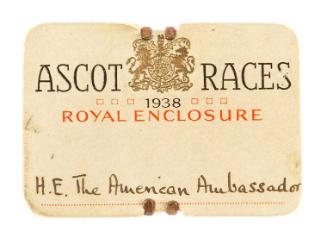 ASCOT RACES
1938
ROYAL ENCLOSURE
H.E. The American Ambassador